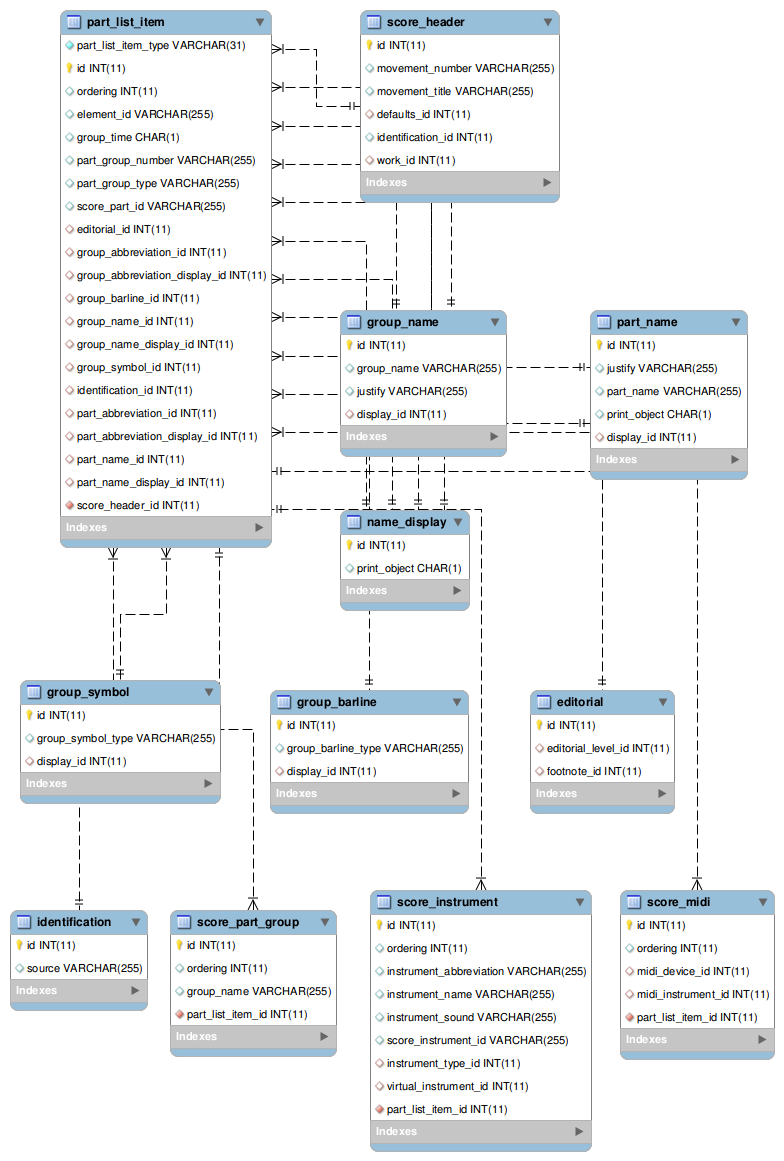 part_list_item
part_list_item_type VARCHAR(31)
id INT(11)
ordering INT(11)
element_id VARCHAR(255)
group_time CHAR(1)
part_group_number VARCHAR(255)
part_group_type VARCHAR(255)
score_part_id VARCHAR(255)
editorial_id INT(11)
group_abbreviation_id INT(11)
group_abbreviation_display_id INT(11)
group_barline_id INT(11)
group_name_id INT(11)
group_name_display_id INT(11)
group_symbol_id INT(11)
identification_id INT(11)
part_abbreviation_id INT(11)
part_abbreviation_display_id INT(11)
part_name_id INT(11)
part_name_display_id INT(11)
score_header_id INT(11)
Indexes
score_header
id INT(11)
movement_number VARCHAR(255)
movement_title VARCHAR(255)
defaults_id INT(11)
identification_id INT(11)
work_id INT(11)
Indexes
group_name
id INT(11)
group_name VARCHAR(255)
justify VARCHAR(255)
display_id INT(11)
Indexes
part_name
id INT(11)
justify VARCHAR(255)
part_name VARCHAR(255)
print_object CHAR(1)
display_id INT(11)
Indexes
name_display
id INT(11)
print_object CHAR(1)
Indexes
group_symbol
id INT(11)
group_symbol_type VARCHAR(255)
display_id INT(11)
Indexes
group_barline
id INT(11)
group_barline_type VARCHAR(255)
display_id INT(11)
Indexes
editorial
id INT(11)
editorial_level_id INT(11)
footnote_id INT(11)
Indexes
identification
id INT(11)
source VARCHAR(255)
Indexes
score_part_group
id INT(11)
ordering INT(11)
group_name VARCHAR(255)
part_list_item_id INT(11)
Indexes
score_instrument
id INT(11)
ordering INT(11)
instrument_abbreviation VARCHAR(255)
instrument_name VARCHAR(255)
instrument_sound VARCHAR(255)
score_instrument_id VARCHAR(255)
instrument_type_id INT(11)
virtual_instrument_id INT(11)
part_list_item_id INT(11)
Indexes
score_midi
id INT(11)
ordering INT(11)
midi_device_id INT(11)
midi_instrument_id INT(11)
part_list_item_id INT(11)
Indexes